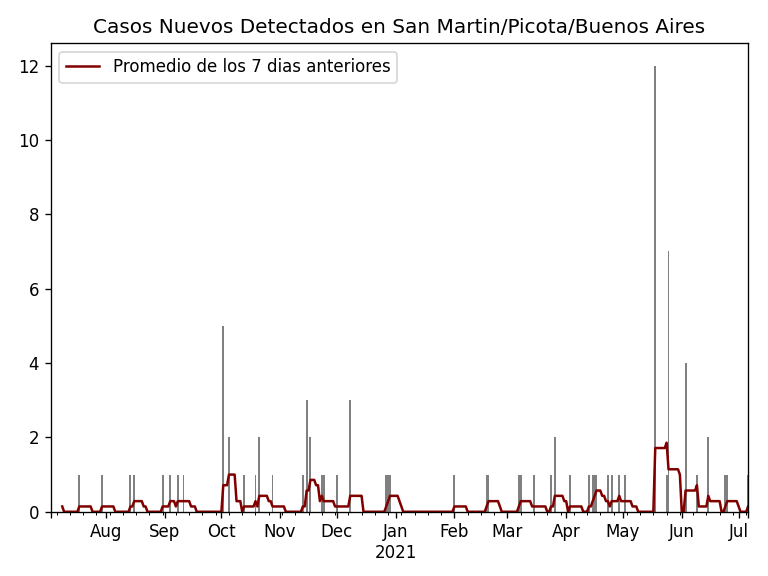 Casos Nuevos Detectados en San Martin/Picota/Buenos Aires
Promedio de los 7 dias anteriores
12
10
8
6
4
2
0
Aug Sep Oct Nov Dec Jan Feb Mar Apr May Jun Jul
2021